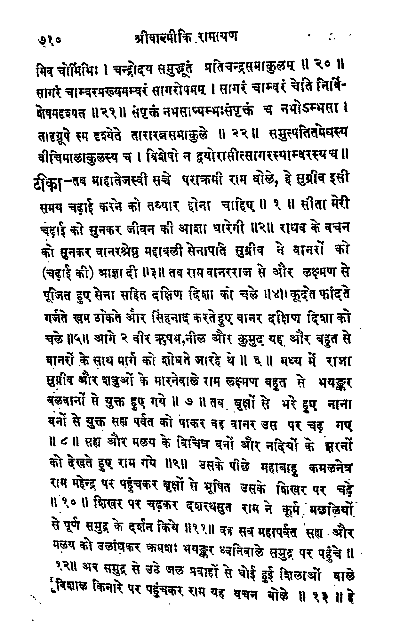 ७१० श्रीवाल्मीकि रामायण
मिव चोर्मिभिः । चन्द्रोदय समुद्भूतं प्रतिचन्द्रसमाकुलम् ॥ २० ॥
सागरं चाम्बरप्रख्यमम्बरं सागरोपमम् । सागरं चाम्बरं चेति निर्वि-
शेषमदृश्यत ॥२१॥ संपृक्तं नभसाप्यम्भःसंपृक्तं च नभोऽम्भसा ।
तादृग्रूपे स्म दृश्येते तारारत्नसमाकुले ॥ २२ ॥ समुत्पतितमेघस्य
वीचिमालाकुलस्य च । विशेषो न द्वयोरासीत्सागरस्याम्बरस्य च॥
टीका—तब माहातेजस्वी सच्चे पराक्रमी राम बोले, हे सुग्रीव इसी
समय चढ़ाई करने को तय्यार होना चाहिए ॥ १ ॥ सीता मेरी
चढ़ाई को सुनकर जीवन की आशा धारेगी ॥२॥ राघव के वचन
को सुनकर वानरश्रेष्ठ महाबली सेनापति सुग्रीव ने वानरों को
(चढ़ाई की) आज्ञा दी ॥३॥ तब राम वानरराज से और लक्ष्मण से
पूजित हुए सेना सहित दक्षिण दिशा को चले ॥४॥ कूदते फांदते
गर्जते खम ठोकते और सिंहनाद करते हुए वानर दक्षिण दिशा को
चले ॥५॥ आगे २ वीर ऋषभ, नील और कुमुद यह और बहुत से
वानरों के साथ मार्ग को शोधते जारहे थे ॥ ६ ॥ मध्य में राजा
सुग्रीव और शत्रुओं के मारनेवाले राम लक्ष्मण बहुत से भयङ्कर
बलवानों से युक्त हुए गये ॥ ७ ॥ तब वृक्षों से भरे हुए नाना
वनों से युक्त सह्य पर्वत को पाकर वह वानर उस पर चढ़ गए
॥ ८॥ सह्य और मलय के विचित्र वनों और नदियों के झरनों
को देखते हुए राम गये ॥९॥ उसके पीछे महाबाहु कमलनेत्र
राम महेन्द्र पर पहुंचकर वृक्षों से भूषित उसके शिखर पर चढ़े
॥ १० ॥ शिखर पर चढ़कर दशरथसुत राम ने कूर्म मछलियों
से पूर्ण समुद्र के दर्शन किये ॥११॥ वह सब महापर्वत सह्य और
मलय को उलांघकर क्रमशः भयङ्कर ध्वनिवाले समुद्र पर पहुंचे ॥
१२॥ अब समुद्र से उठे जल प्रवाहों से धोई हुई शिलाओं वाले
विशाल किनारे पर पहुंचकर राम यह वचन बोले ॥ १३ ॥ हे